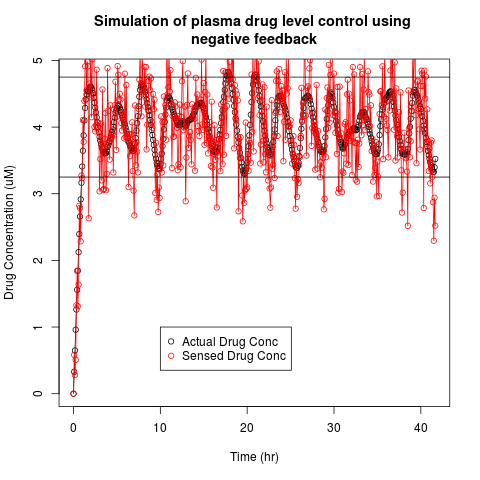 Simulation of plasma drug level control using
negative feedback
5
4
3
2
1
0
Drug Concentration (uM)
Actual Drug Conc
Sensed Drug Conc
0 10 20 30 40
Time (hr)